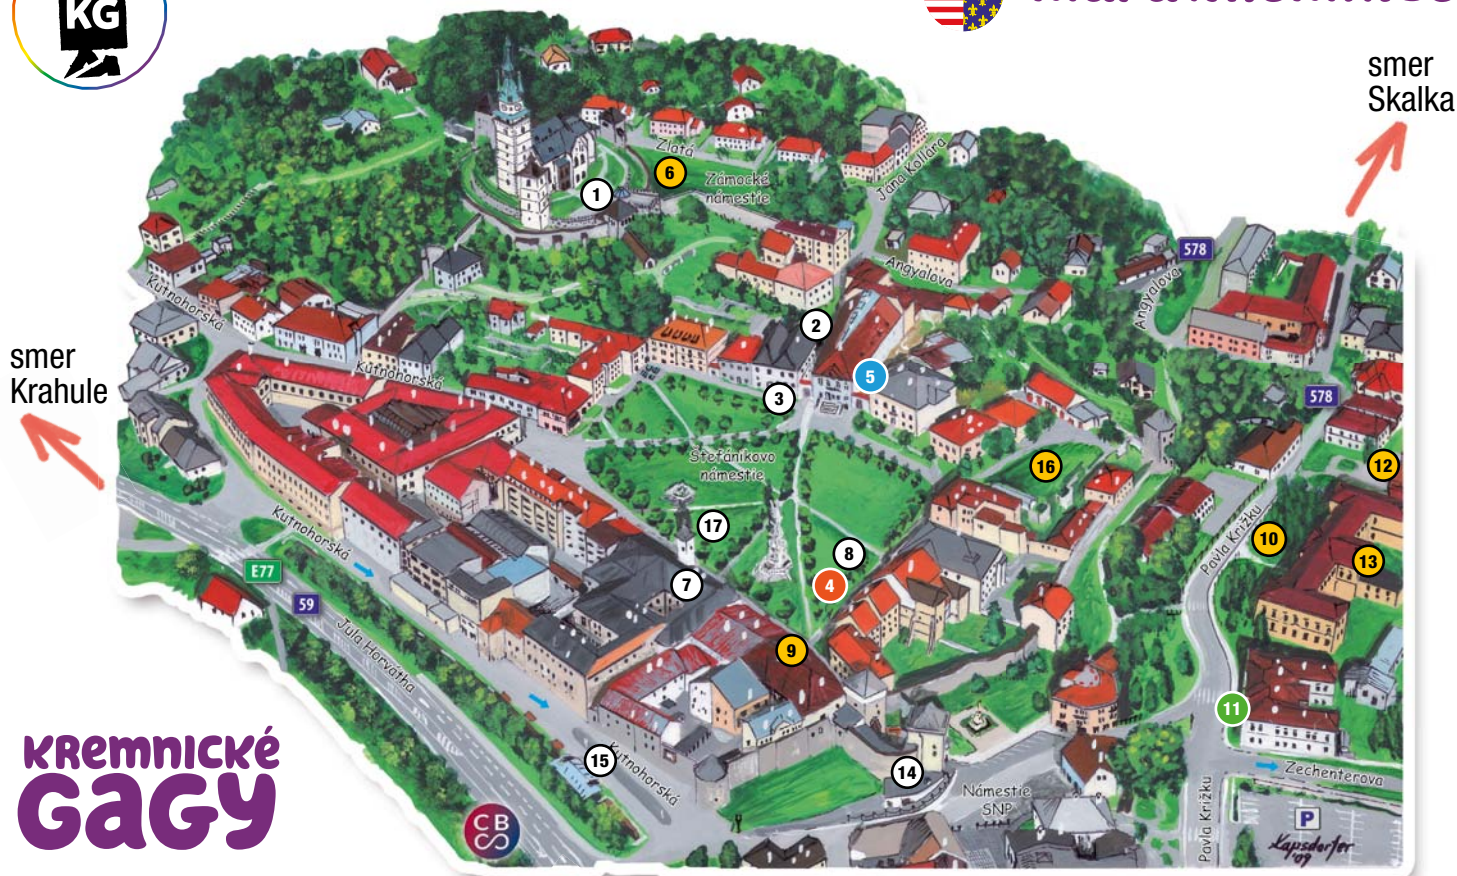 KG
smer
Skalka
Zlatá
Zámocké
námestie
Jána Kollára
1
6
578
Angyalova
Angyalova
Kutnohorská
2
smer
Krahule
Kutnohorská
5
3
578
Štefánikovo
námestie
16
12
Kutnohorská
17
Pavla Križku
10
8
13
E77
7
4
59
Jula Horvátha
9
11
KREMNICKÉ
GAGY
15
Kutnohorská
14
Zechenterova
Námestie
SNP
Pavla Križku
P
CB
Kapsdorfer
'09